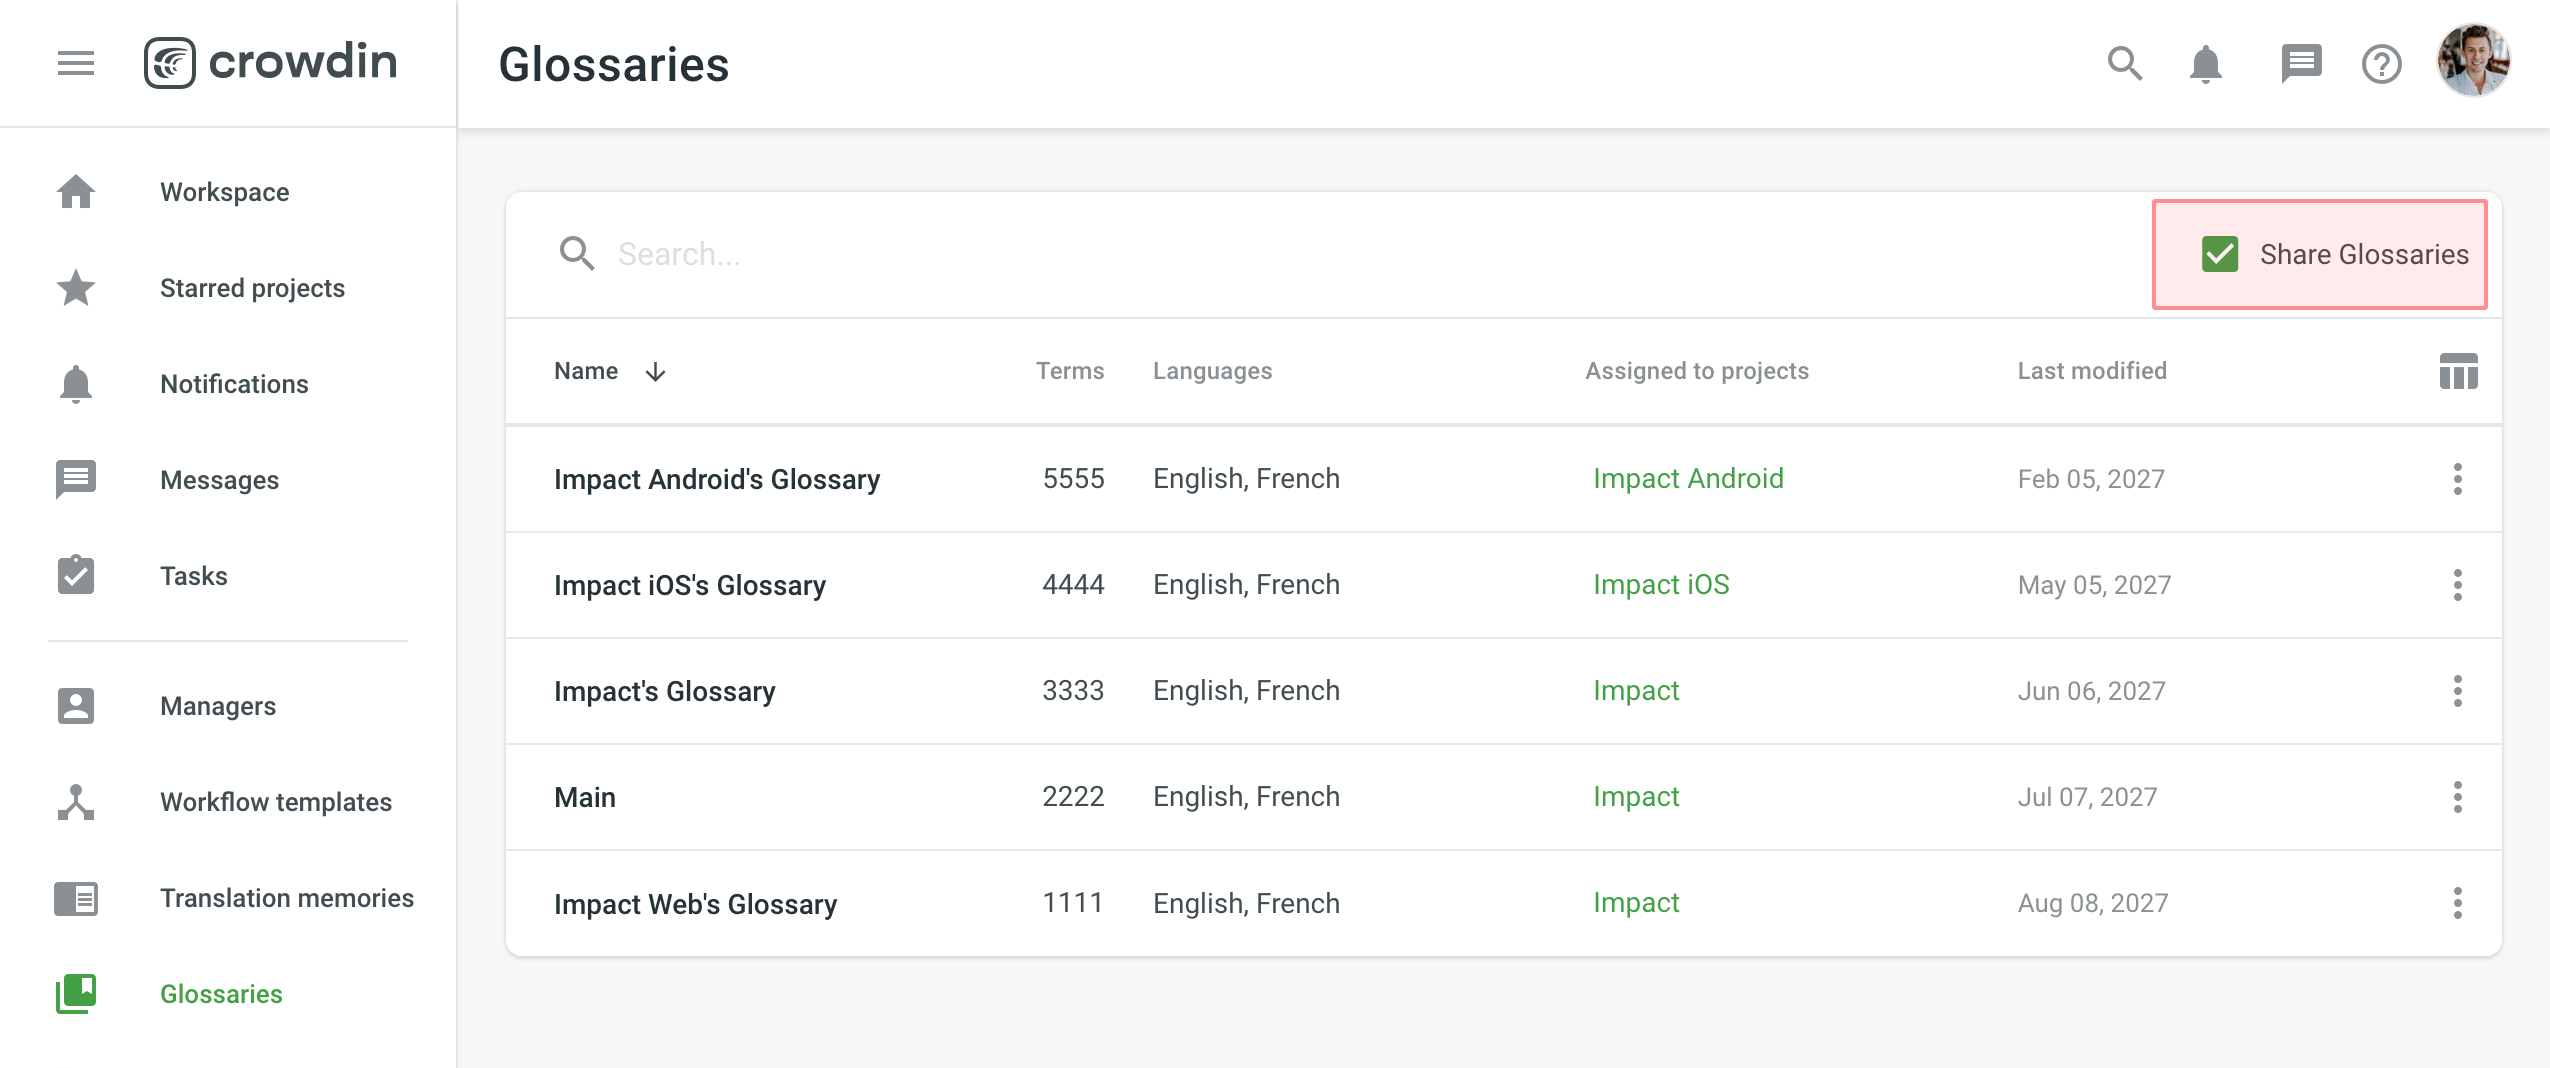 crowdin
Glossaries
Workspace
Starred projects
Notifications
Messages
Tasks
Managers
Workflow templates
Translation memories
Glossaries
Search...
Share Glossaries
Name Terms Languages Assigned to projects Last modified
Impact Android's Glossary 5555 English, French Impact Android Feb 05, 2027
Impact iOS's Glossary 4444 English, French Impact iOS May 05, 2027
Impact's Glossary 3333 English, French Impact Jun 06, 2027
Main 2222 English, French Impact Jul 07, 2027
Impact Web's Glossary 1111 English, French Impact Aug 08, 2027